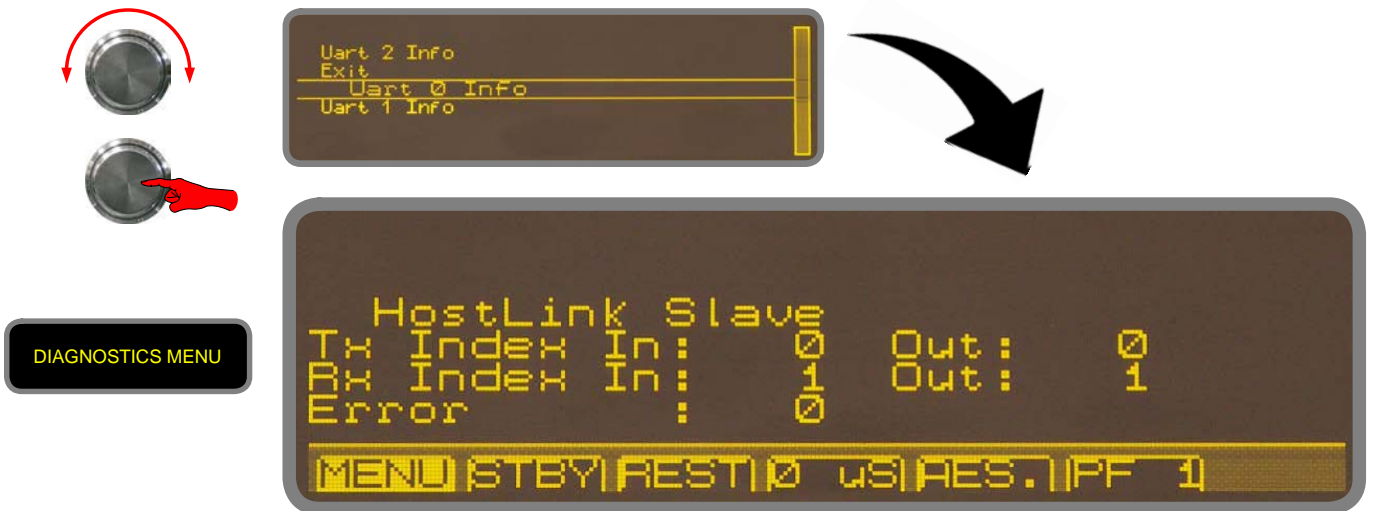 Uart 2 Info
Exit
Uart 0 Info
Uart 1 Info
DIAGNOSTICS MENU
HostLink Slave
Tx Index In: 0 Out: 0
Rx Index In: 1 Out: 1
Error : 0
MENU STBY REST 0 uS AES. PF 1